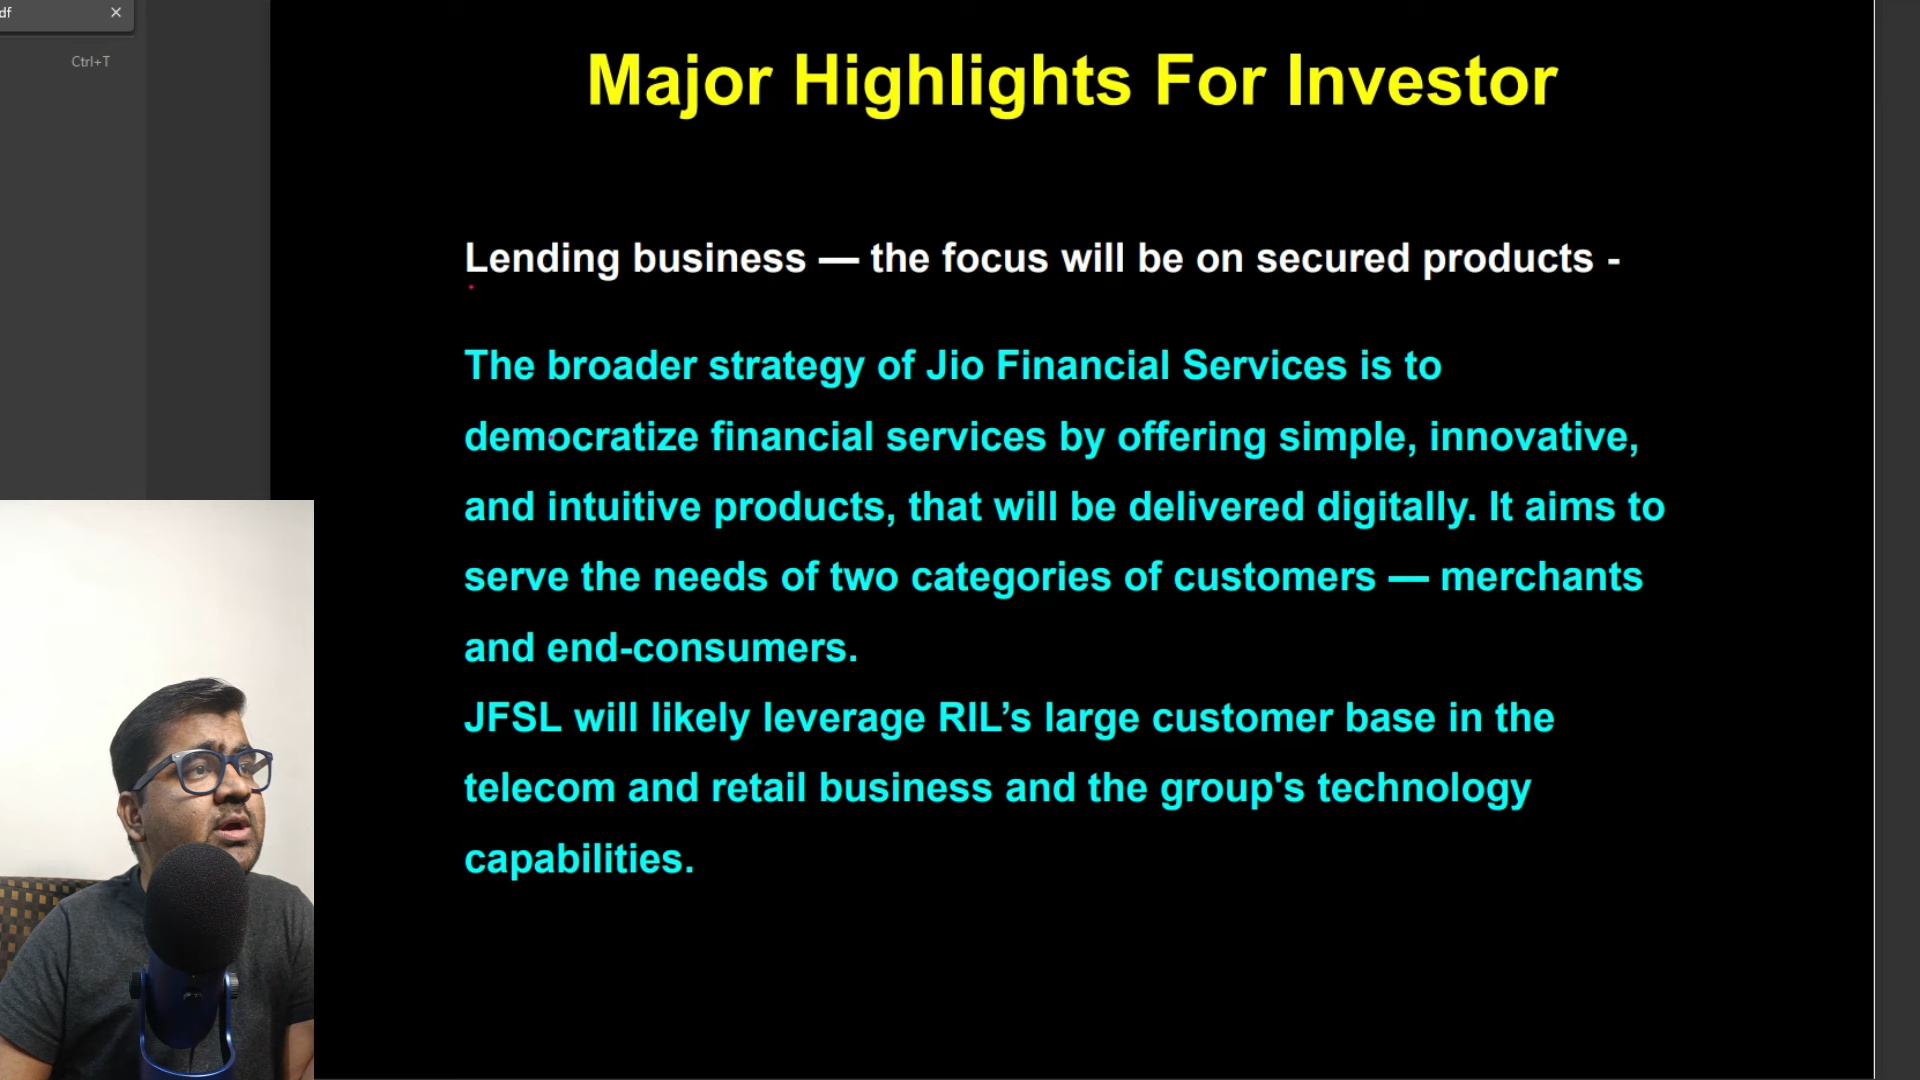 df
Ctrl+T
Major Highlights For Investor
Lending business — the focus will be on secured products -
The broader strategy of Jio Financial Services is to
democratize financial services by offering simple, innovative,
and intuitive products, that will be delivered digitally. It aims to
serve the needs of two categories of customers — merchants
and end-consumers.
JFSL will likely leverage RIL’s large customer base in the
telecom and retail business and the group's technology
capabilities.